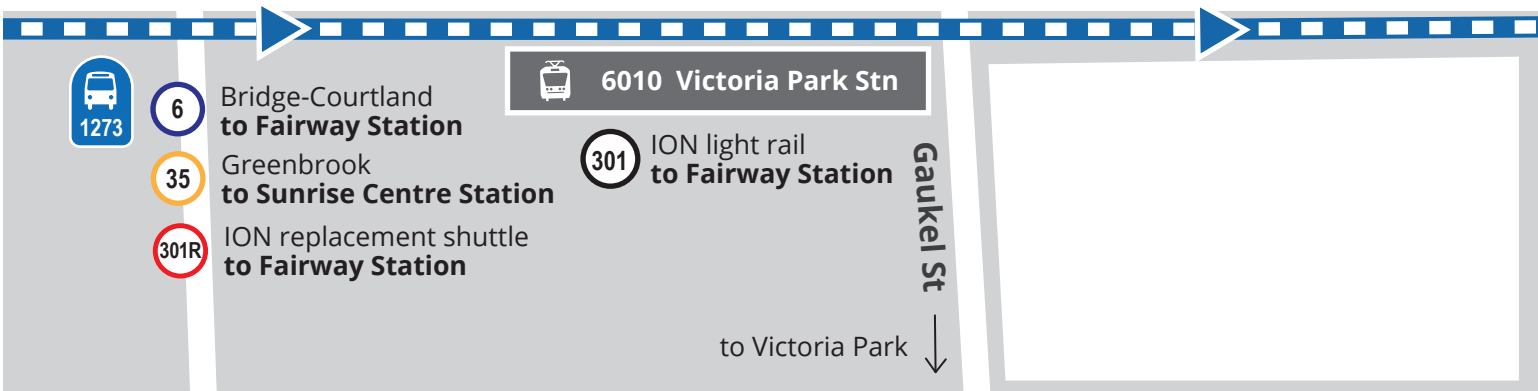 1273
6
Bridge-Courtland
to Fairway Station
35
Greenbrook
to Sunrise Centre Station
301R
ION replacement shuttle
to Fairway Station
6010 Victoria Park Stn
301
ION light rail
to Fairway Station
Gaukel St
to Victoria Park